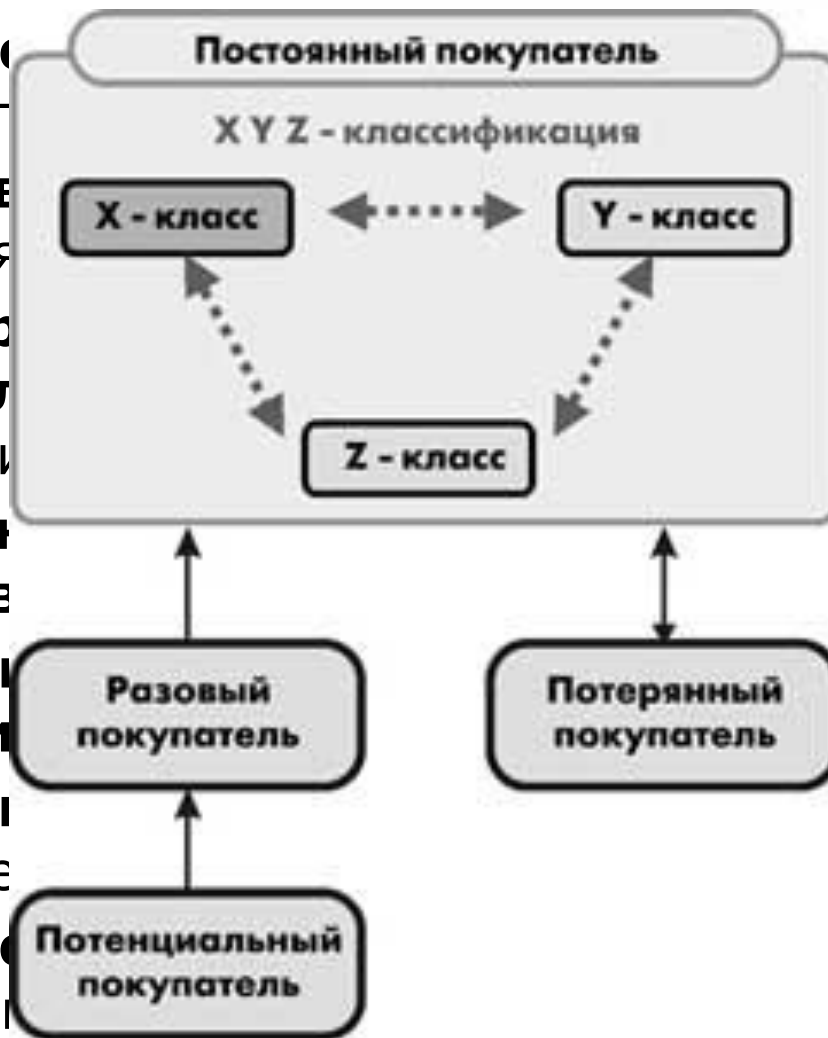 Постоянный покупатель
X Y Z - классификация
X - класс
Y - класс
Z - класс
Разовый
покупатель
Потерянный
покупатель
Потенциальный
покупатель